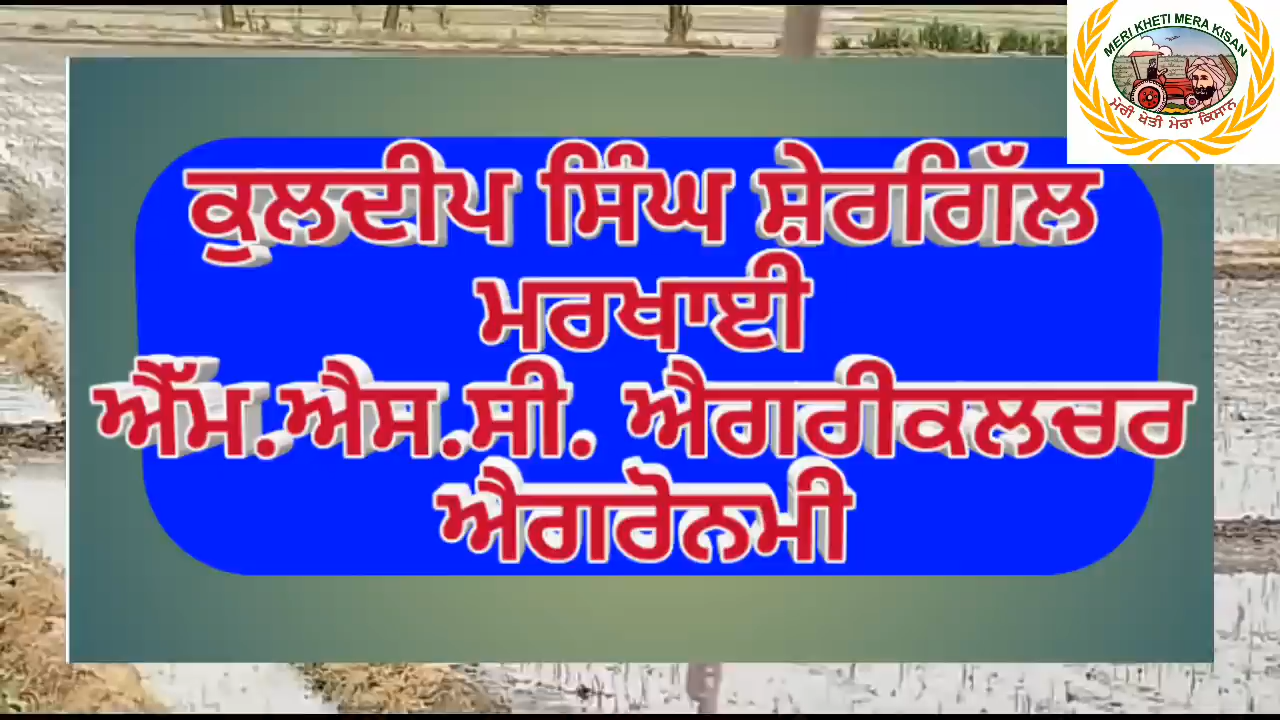 MERI KHETI MERA KISAN
ਮੇਰੀ ਖੇਤੀ ਮੇਰਾ ਕਿਸਾਨ
ਕੁਲਦੀਪ ਸਿੰਘ ਸ਼ੇਰਗਿੱਲ
ਮਰਖਾਈ
ਐੱਮ.ਐਸ.ਸੀ. ਐਗਰੀਕਲਚਰ
ਐਗਰੋਨਮੀ